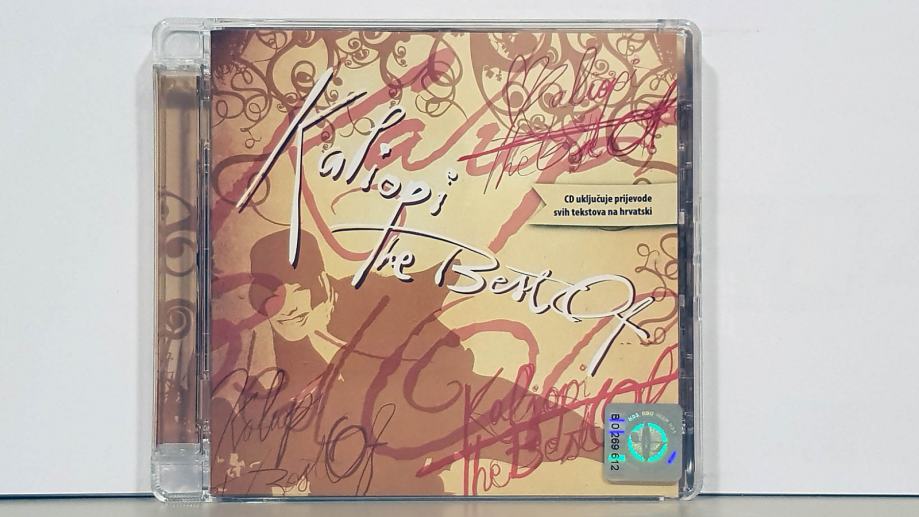 Kaliopi
The Best Of
Kaliopi
The Best Of
CD uključuje prijevode
svih tekstova na hrvatski
Kaliopi
Best Of
Kaliopi
The Best Of
B 0269612